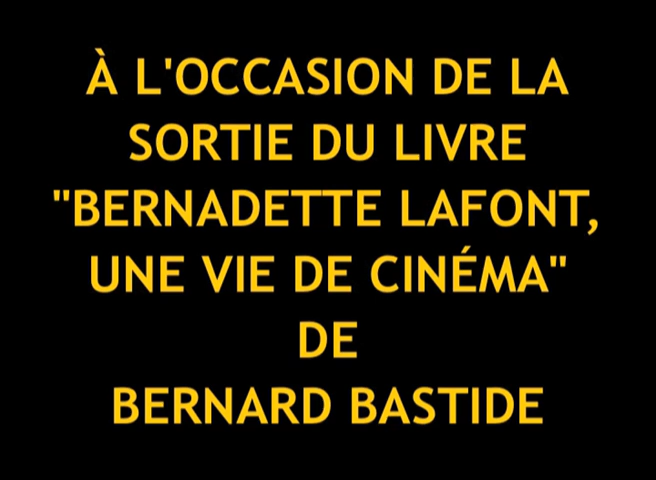 À L'OCCASION DE LA
SORTIE DU LIVRE
"BERNADETTE LAFONT,
UNE VIE DE CINÉMA"
DE
BERNARD BASTIDE